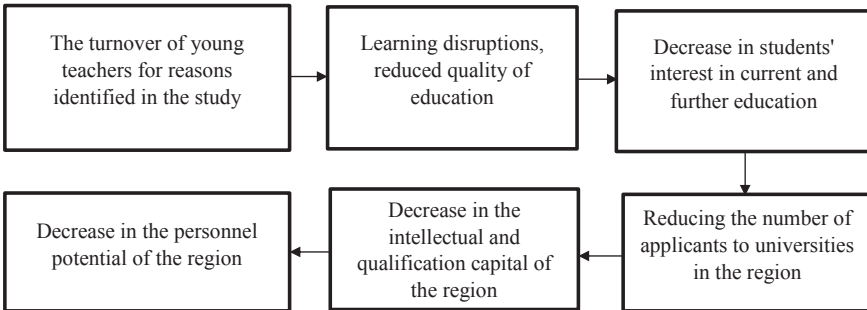 The turnover of young
teachers for reasons
identified in the study
Learning disruptions,
reduced quality of
education
Decrease in students'
interest in current and
further education
Reducing the number of
applicants to universities
in the region
Decrease in the
intellectual and
qualification capital of
the region
Decrease in the personnel
potential of the region